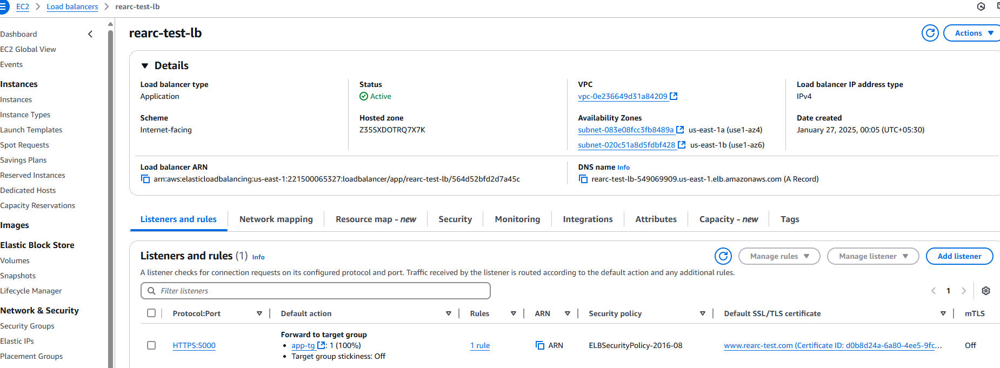 EC2 > Load balancers > rearc-test-lb
Dashboard
EC2 Global View
Events
Instances
Instances
Instance Types
Launch Templates
Spot Requests
Savings Plans
Reserved Instances
Dedicated Hosts
Capacity Reservations
Images
Elastic Block Store
Volumes
Snapshots
Lifecycle Manager
Network & Security
Security Groups
Elastic IPs
Placement Groups
rearc-test-lb
Actions
Details
Load balancer type
Application
Status
Active
VPC
vpc-0e236649d31a84209
Load balancer IP address type
IPv4
Scheme
Internet-facing
Hosted zone
Z35SXDOTRQ7X7K
Availability Zones
subnet-083e08fcc3fb8489a us-east-1a (use1-az4)
subnet-020c51a8d5fdbf428 us-east-1b (use1-az6)
Date created
January 27, 2025, 00:05 (UTC+05:30)
Load balancer ARN
arn:aws:elasticloadbalancing:us-east-1:221500065327:loadbalancer/app/rearc-test-lb/564d52bfd2d7a45c
DNS name Info
rearc-test-lb-549069909.us-east-1.elb.amazonaws.com (A Record)
Listeners and rules Network mapping Resource map - new Security Monitoring Integrations Attributes Capacity - new Tags
Listeners and rules (1) Info
Manage rules Manage listener Add listener
A listener checks for connection requests on its configured protocol and port. Traffic received by the listener is routed according to the default action and any additional rules.
Filter listeners
1
Protocol:Port Default action Rules ARN Security policy Default SSL/TLS certificate mTLS
HTTPS:5000
Forward to target group
• app-tg : 1 (100%)
• Target group stickiness: Off
1 rule
ARN
ELBSecurityPolicy-2016-08
www.rearc-test.com (Certificate ID: d0b8d24a-6a80-4ee5-9fc...
Off